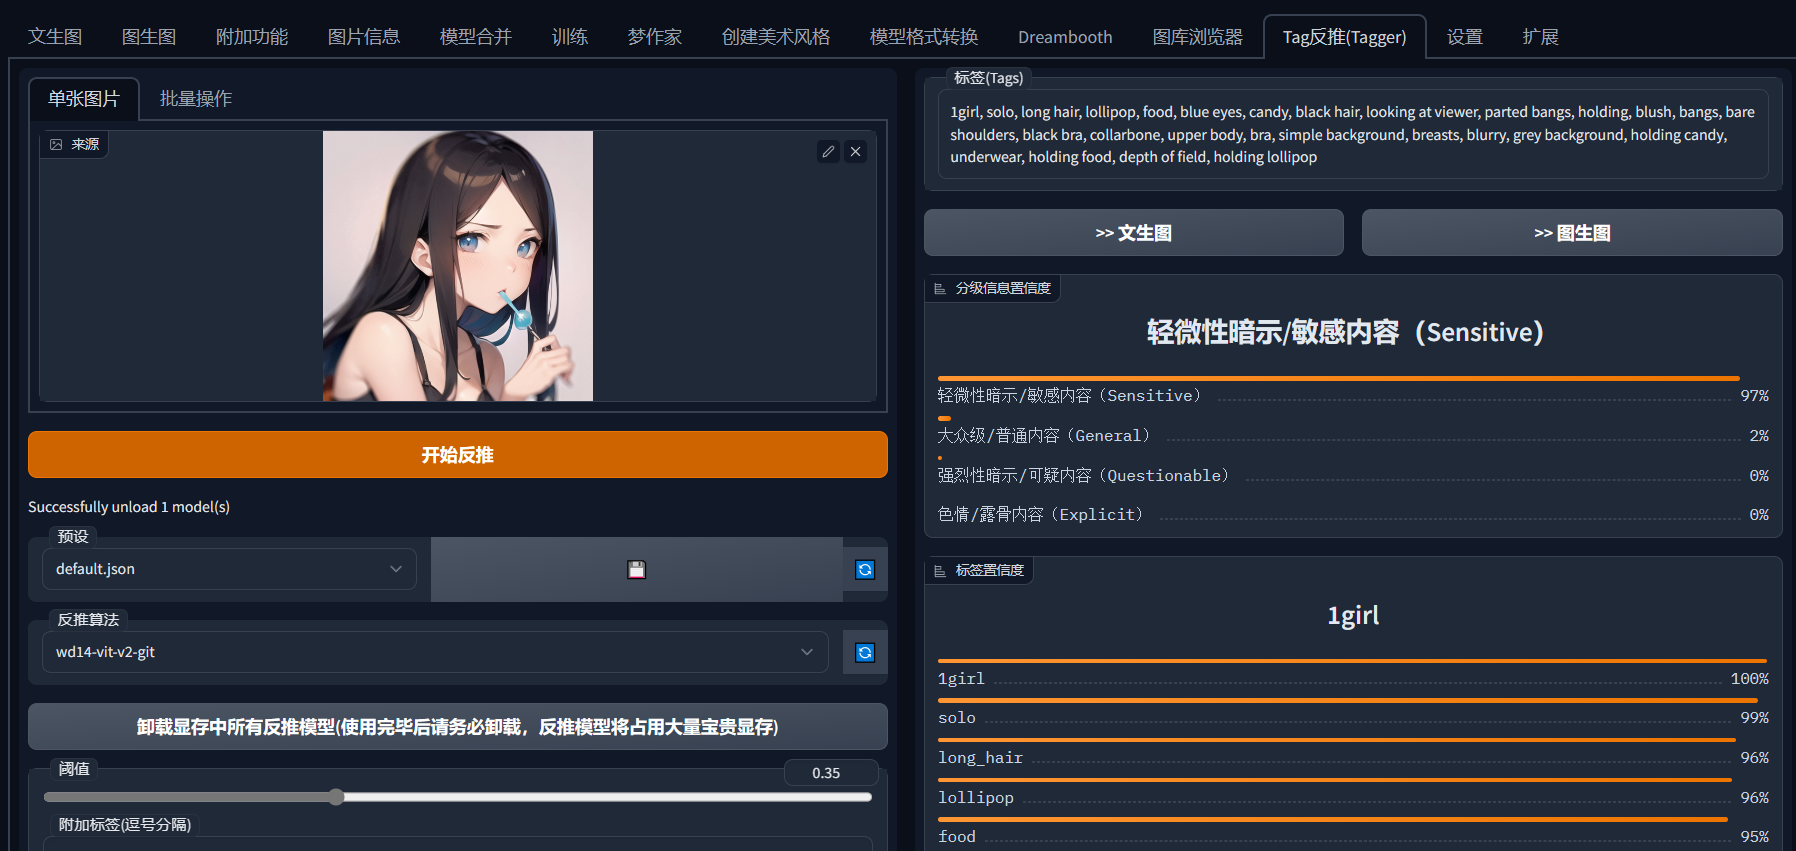 文生图 图生图 附加功能 图片信息 模型合并 训练 梦作家 创建美术风格 模型格式转换 Dreambooth 图库浏览器 Tag反推(Tagger) 设置 扩展
单张图片 批量操作
来源
开始反推
Successfully unload 1 model(s)
预设
default.json
反推算法
wd14-vit-v2-git
卸载显存中所有反推模型(使用完毕后请务必卸载，反推模型将占用大量宝贵显存)
阈值
0.35
附加标签(逗号分隔)
标签(Tags)
1girl, solo, long hair, lollipop, food, blue eyes, candy, black hair, looking at viewer, parted bangs, holding, blush, bangs, bare
shoulders, black bra, collarbone, upper body, bra, simple background, breasts, blurry, grey background, holding candy,
underwear, holding food, depth of field, holding lollipop
>> 文生图 >> 图生图
分级信息置信度
轻微性暗示/敏感内容（Sensitive）
轻微性暗示/敏感内容（Sensitive） 97%
大众级/普通内容（General） 2%
强烈性暗示/可疑内容（Questionable） 0%
色情/露骨内容（Explicit） 0%
标签置信度
1girl
1girl 100%
solo 99%
long_hair 96%
lollipop 96%
food 95%